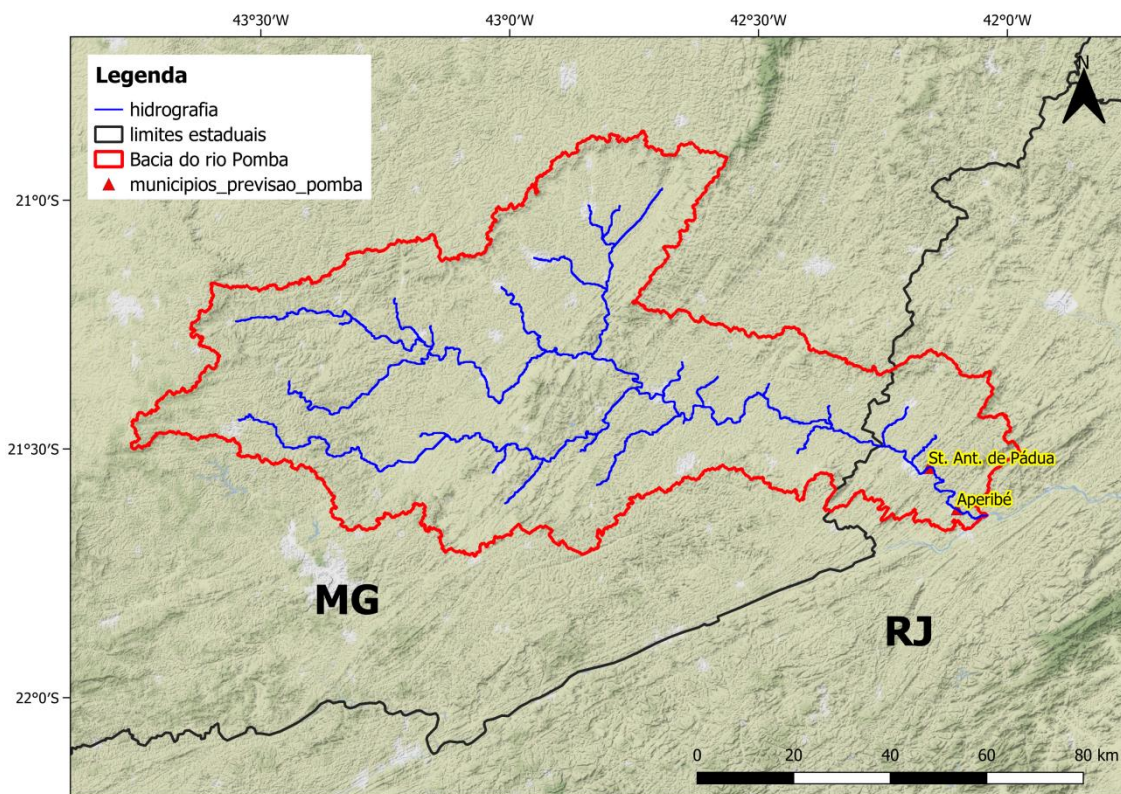 43°30'W 43°0'W 42°30'W 42°0'W
Legenda
hidrografia
limites estaduais
Bacia do rio Pomba
municipios_previsao_pomba
N
21°0'S
21°30'S
St. Ant. de Pádua
Aperibé
MG
RJ
22°0'S
0 20 40 60 80 km